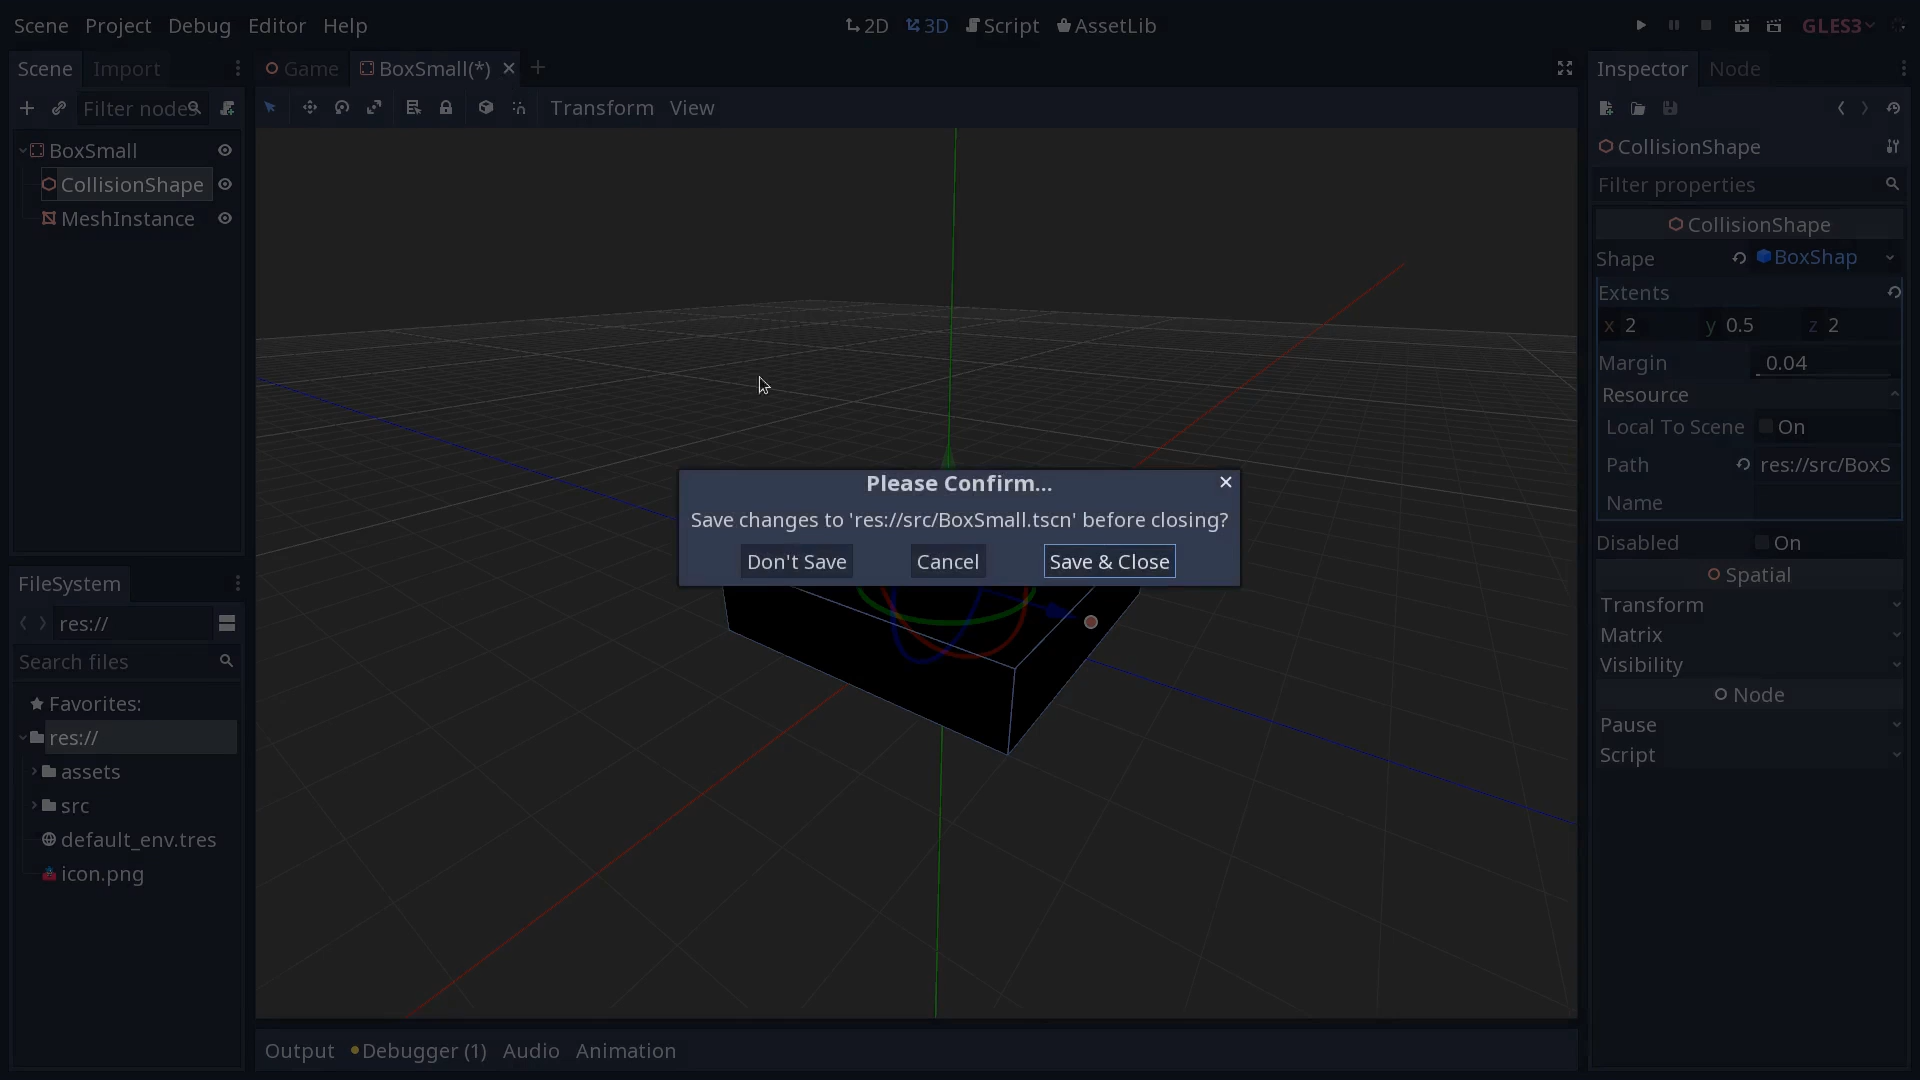 Scene Project Debug Editor Help
2D 3D Script AssetLib
GLES3
Scene Import
Filter nodes
BoxSmall
CollisionShape
MeshInstance
FileSystem
res://
Search files
Favorites:
res://
assets
src
default_env.tres
icon.png
Game BoxSmall(*)
Transform View
Please Confirm...
Save changes to 'res://src/BoxSmall.tscn' before closing?
Don't Save Cancel Save & Close
Output Debugger (1) Audio Animation
Inspector Node
CollisionShape
Filter properties
CollisionShape
Shape BoxShap
Extents
x 2 y 0.5 z 2
Margin 0.04
Resource
Local To Scene On
Path res://src/BoxS
Name
Disabled On
Spatial
Transform
Matrix
Visibility
Node
Pause
Script